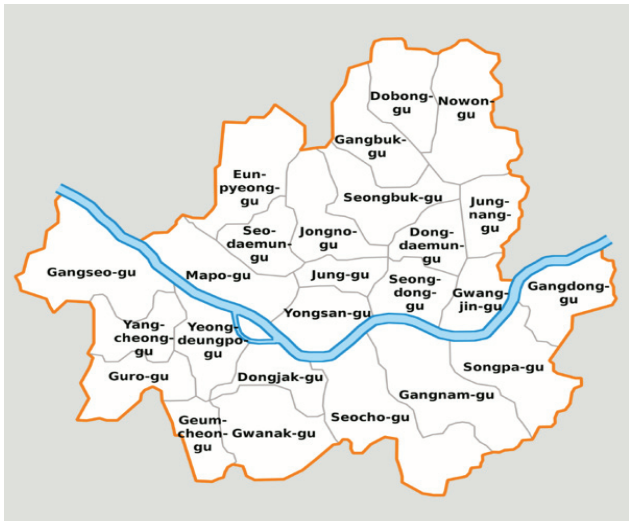 Dobong-
gu
Nowon-
gu
Gangbuk-
gu
Eun-
pyeong-
gu
Seongbuk-gu
Jung-
nang-
gu
Seo-
daemun-
gu
Jongno-
gu
Dong-
daemun-
gu
Gangseo-gu
Mapo-gu
Jung-gu
Seong-
dong-
gu
Gwang-
jin-gu
Gangdong-
gu
Yongsan-gu
Yang-
cheong-
gu
Yeong-
deungpo-
gu
Songpa-gu
Guro-gu
Dongjak-gu
Gangnam-gu
Seocho-gu
Geum-
cheon-
gu
Gwanak-gu